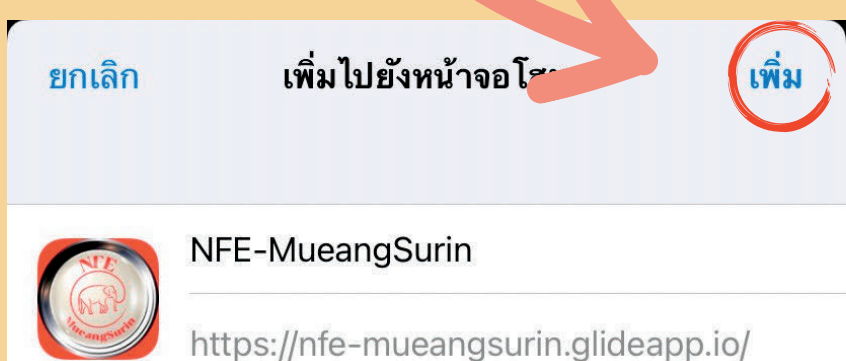 ยกเลิก เพิ่มไปยังหน้าจอ เพิ่ม
NFE-MueangSurin
NFE
MueangSurin
https://nfe-mueangsurin.glideapp.io/